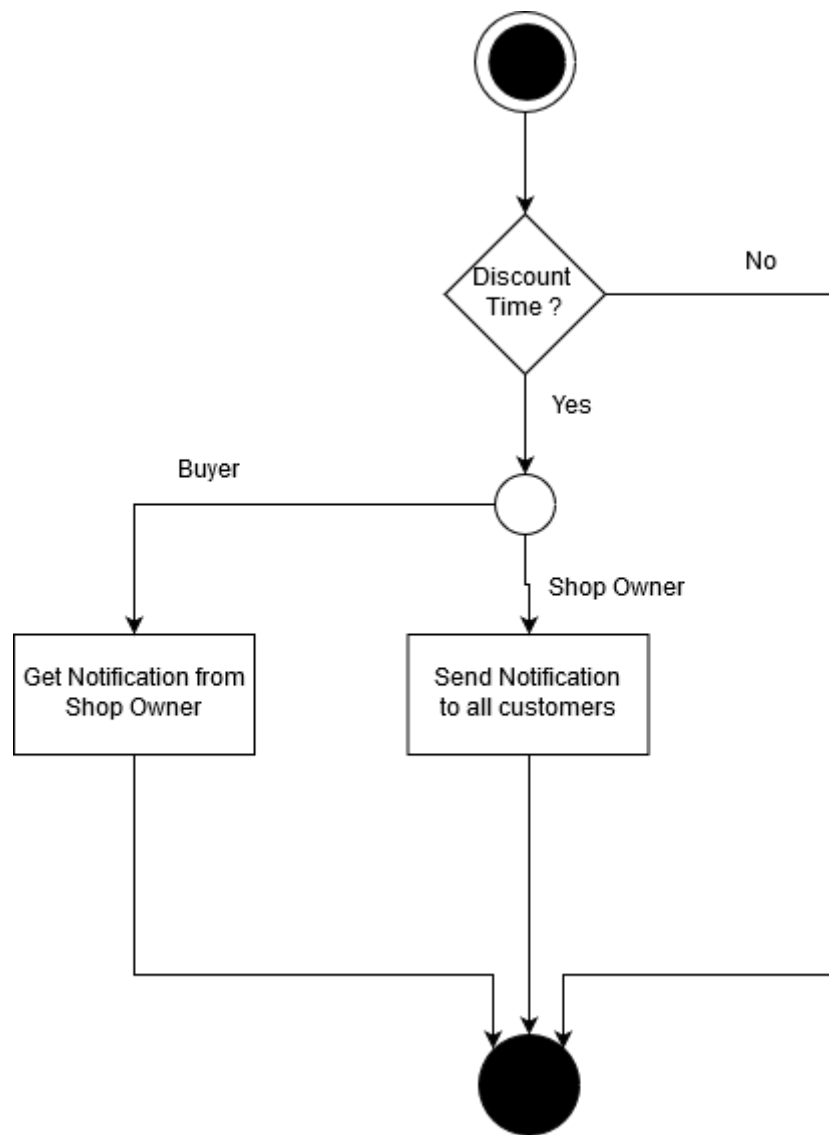 Discount
Time ?
No
Yes
Buyer
Shop Owner
Get Notification from
Shop Owner
Send Notification
to all customers